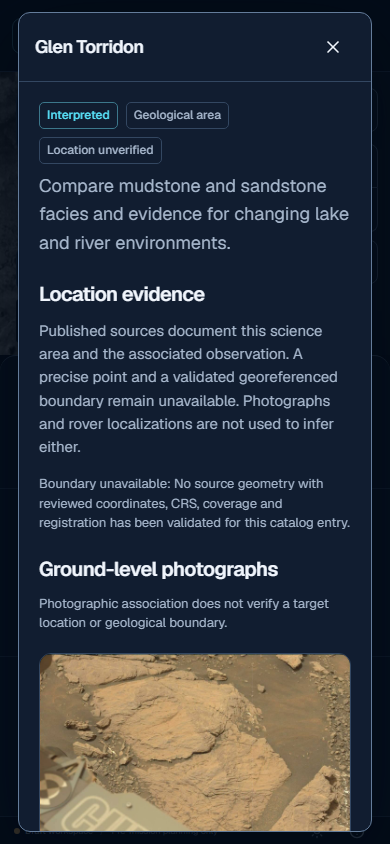 Glen Torridon
Interpreted
Geological area
Location unverified
Compare mudstone and sandstone
facies and evidence for changing lake
and river environments.
Location evidence
Published sources document this science
area and the associated observation. A
precise point and a validated georeferenced
boundary remain unavailable. Photographs
and rover localizations are not used to infer
either.
Boundary unavailable: No source geometry with
reviewed coordinates, CRS, coverage and
registration has been validated for this catalog entry.
Ground-level photographs
Photographic association does not verify a target
location or geological boundary.